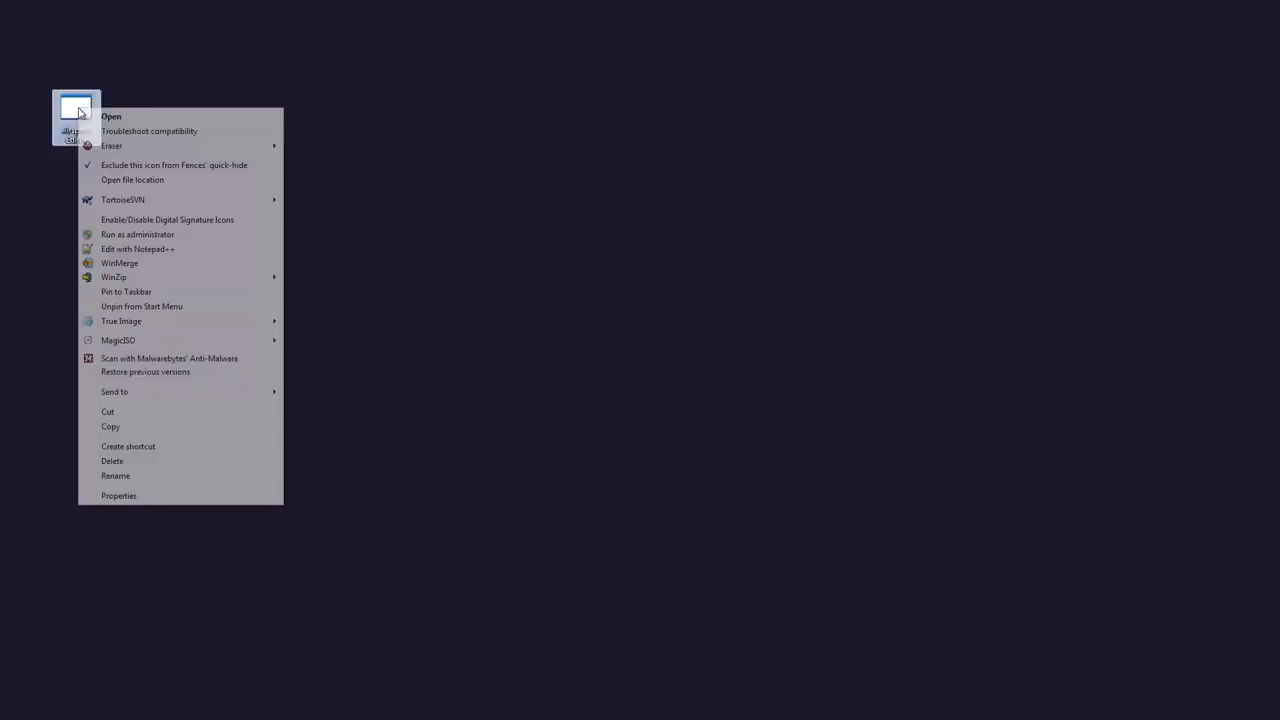 Open
Troubleshoot compatibility
Eraser
Exclude this icon from Fences' quick-hide
Open file location
TortoiseSVN
Enable/Disable Digital Signature Icons
Run as administrator
Edit with Notepad++
WinMerge
WinZip
Pin to Taskbar
Unpin from Start Menu
True Image
MagicISO
Scan with Malwarebytes' Anti-Malware
Restore previous versions
Send to
Cut
Copy
Create shortcut
Delete
Rename
Properties